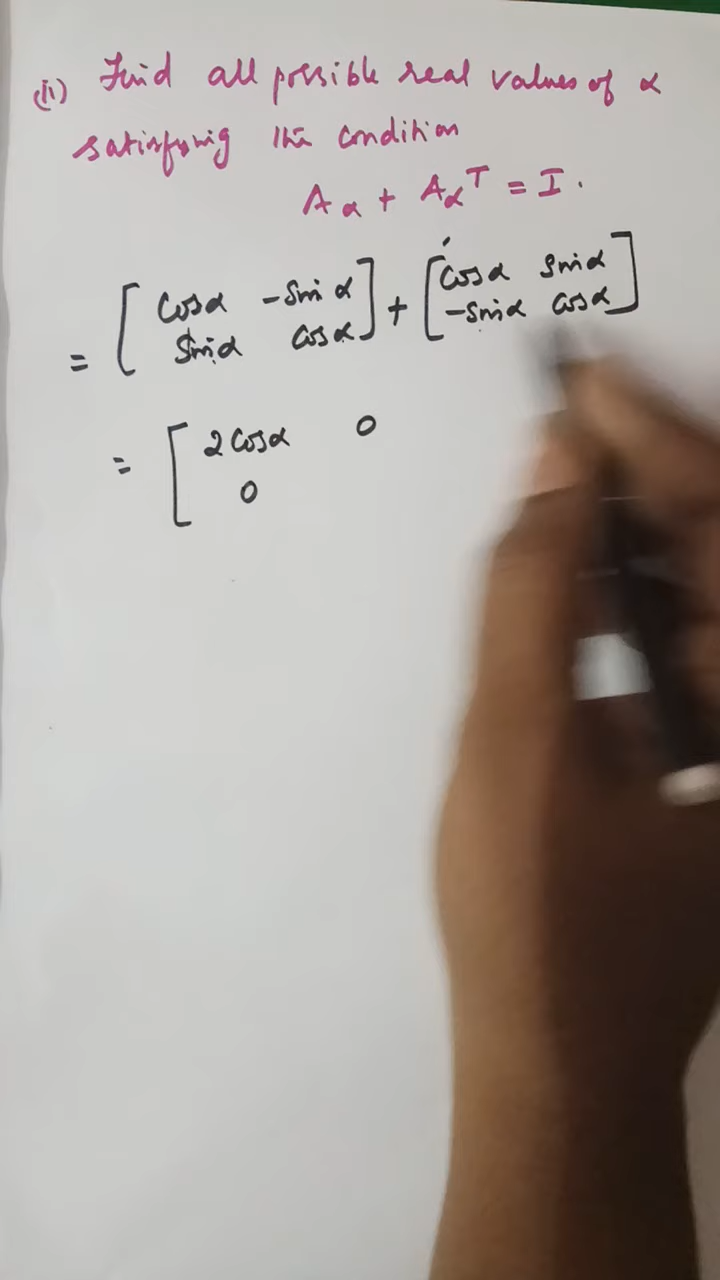 (ii) Find all possible real values of α
satisfying the condition
Aα + Aα^T = I.
= [ cosα -sinα ] + [ cosα sinα ]
sinα cosα -sinα cosα
= [ 2cosα 0
0